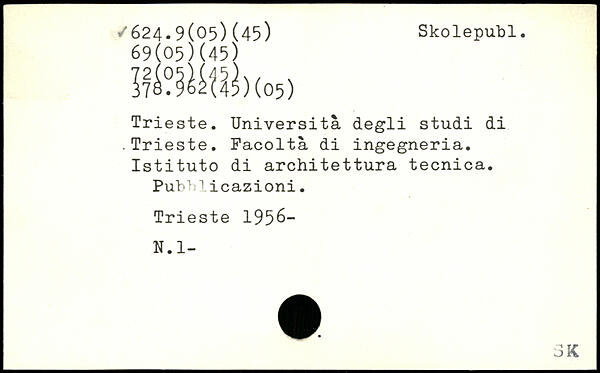 ✓624.9(05)(45) Skolepubl.
69(05)(45)
72(05)(45)
378.962(45)(05)
Trieste. Università degli studi di
Trieste. Facoltà di ingegneria.
Istituto di architettura tecnica.
Pubblicazioni.
Trieste 1956-
N.1-
SK